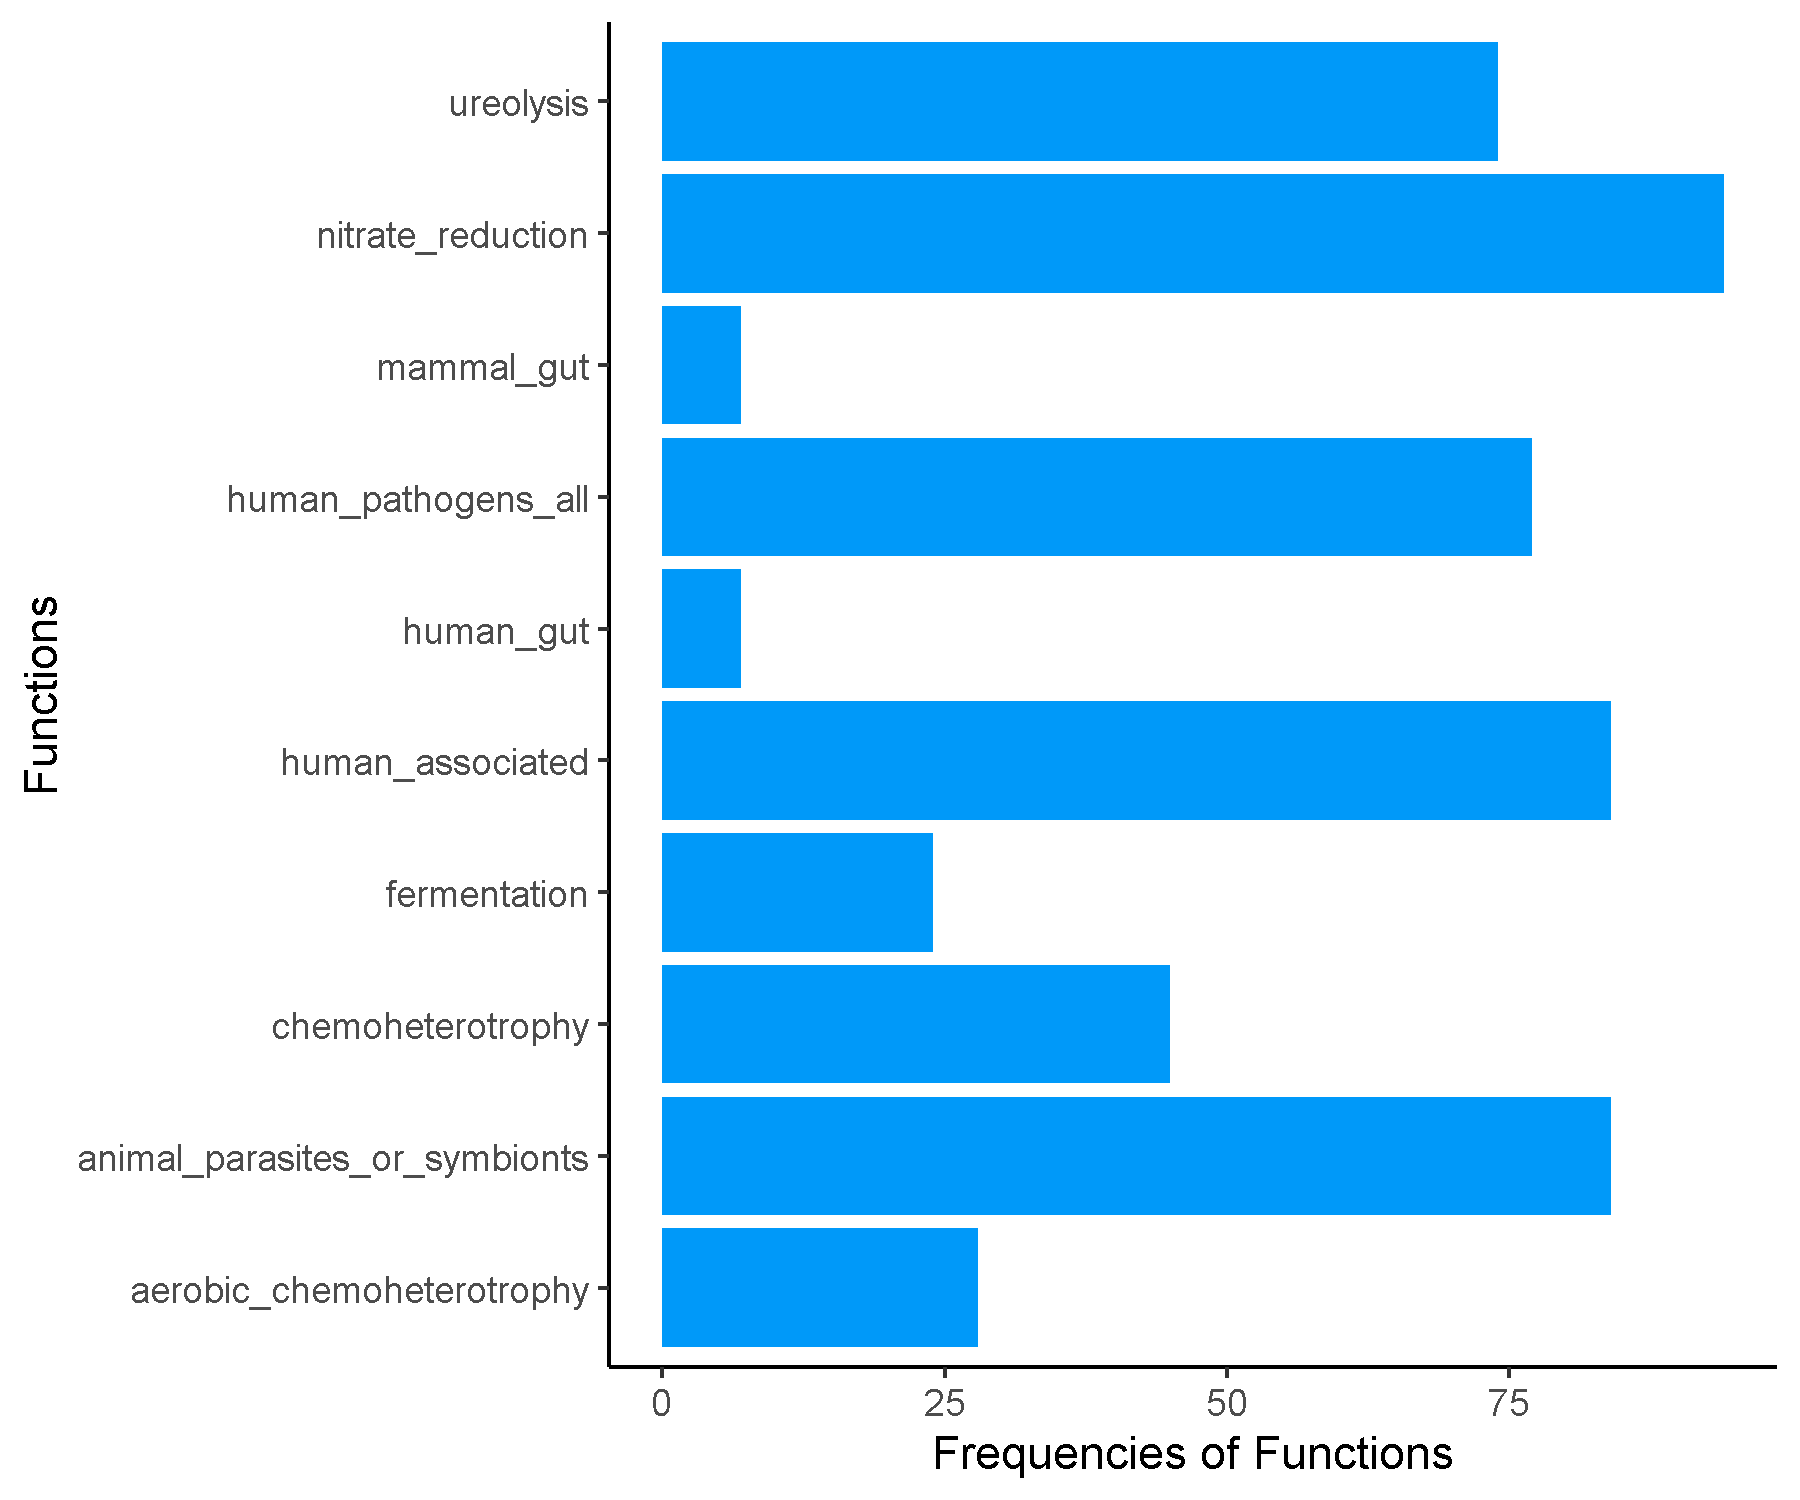 ureolysis
nitrate_reduction
mammal_gut
human_pathogens_all
human_gut
human_associated
fermentation
chemoheterotrophy
animal_parasites_or_symbionts
aerobic_chemoheterotrophy
Functions
0 25 50 75
Frequencies of Functions